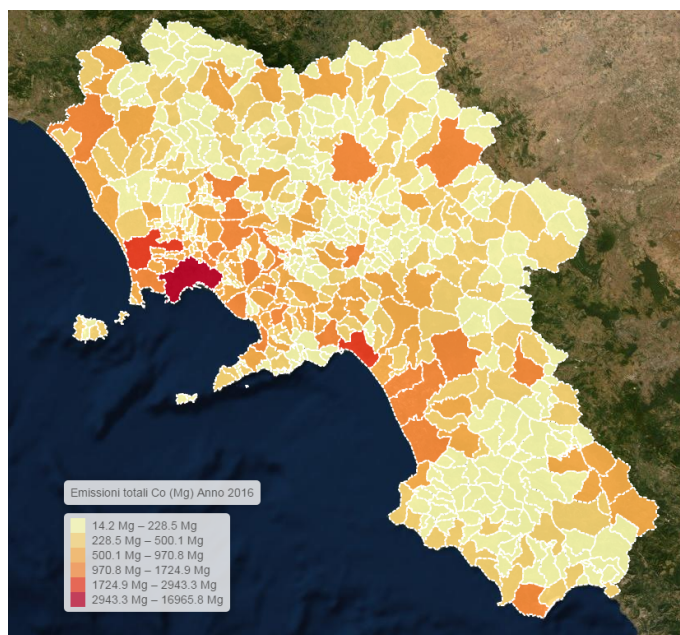 Emissioni totali Co (Mg) Anno 2016
14.2 Mg – 228.5 Mg
228.5 Mg – 500.1 Mg
500.1 Mg – 970.8 Mg
970.8 Mg – 1724.9 Mg
1724.9 Mg – 2943.3 Mg
2943.3 Mg – 16965.8 Mg